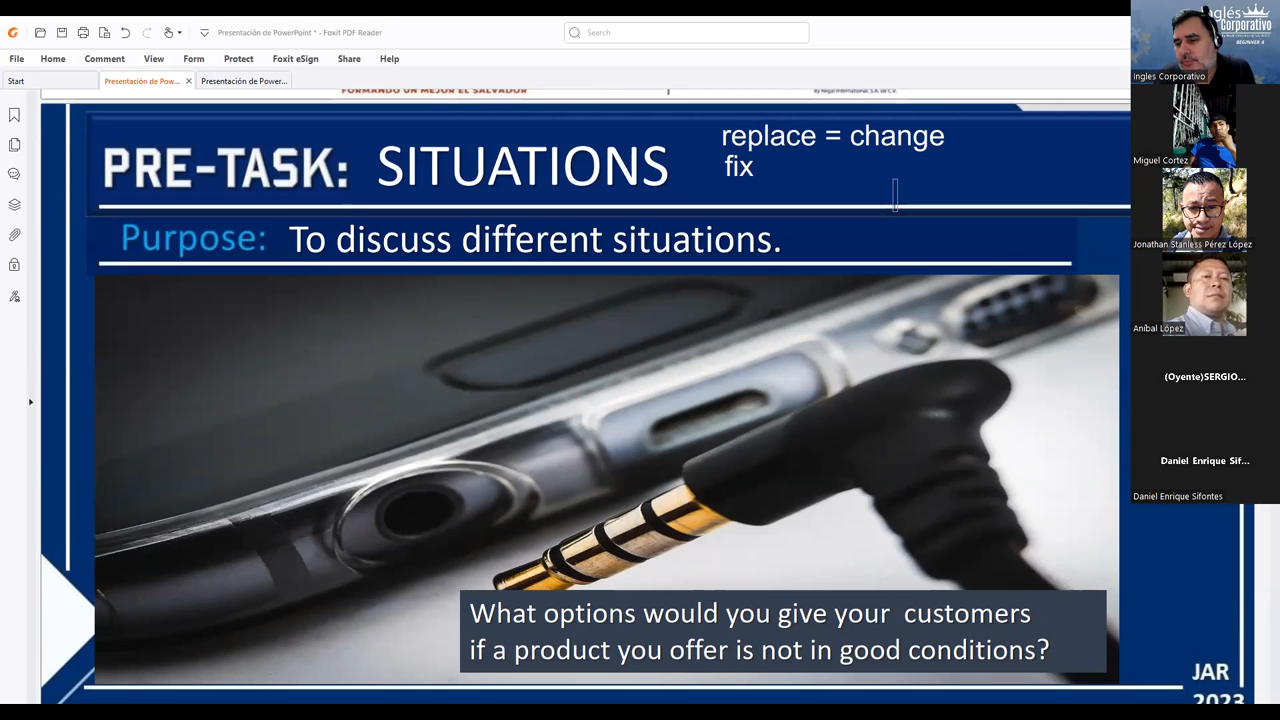 Presentación de PowerPoint * - Foxit PDF Reader
Search
File Home Comment View Form Protect Foxit eSign Share Help
Start
Presentación de Pow...
Presentación de Power...
FORMANDO UN MEJOR EL SALVADOR
PRE-TASK: SITUATIONS
replace = change
fix
Purpose: To discuss different situations.
What options would you give your customers
if a product you offer is not in good conditions?
JAR
2023
Inglés
Corporativo
BEGINNER 4
Ingles Corporativo
Miguel Cortez
Jonathan Stanless Pérez López
Aníbal López
(Oyente)SERGIO...
Daniel Enrique Sif...
Daniel Enrique Sifontes